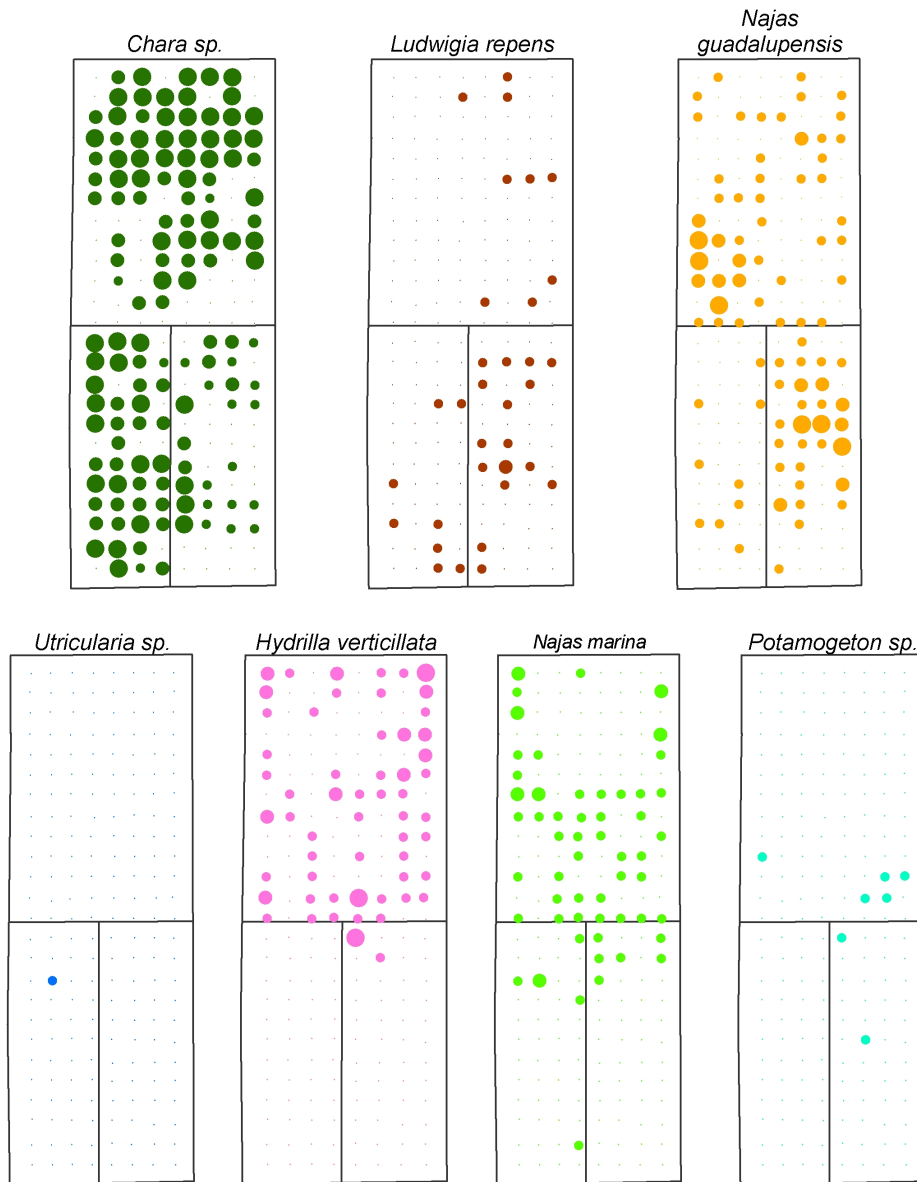 Chara sp.
Ludwigia repens
Najas
guadalupensis
Utricularia sp.
Hydrilla verticillata
Najas marina
Potamogeton sp.